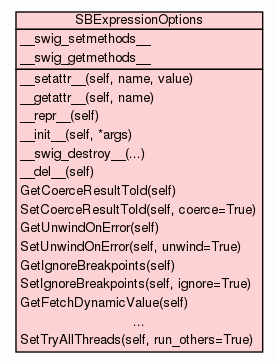 SBExpressionOptions
__swig_setmethods__
__swig_getmethods__
__setattr__(self, name, value)
__getattr__(self, name)
__repr__(self)
__init__(self, *args)
__swig_destroy__(...)
__del__(self)
GetCoerceResultToId(self)
SetCoerceResultToId(self, coerce=True)
GetUnwindOnError(self)
SetUnwindOnError(self, unwind=True)
GetIgnoreBreakpoints(self)
SetIgnoreBreakpoints(self, ignore=True)
GetFetchDynamicValue(self)
...
SetTryAllThreads(self, run_others=True)